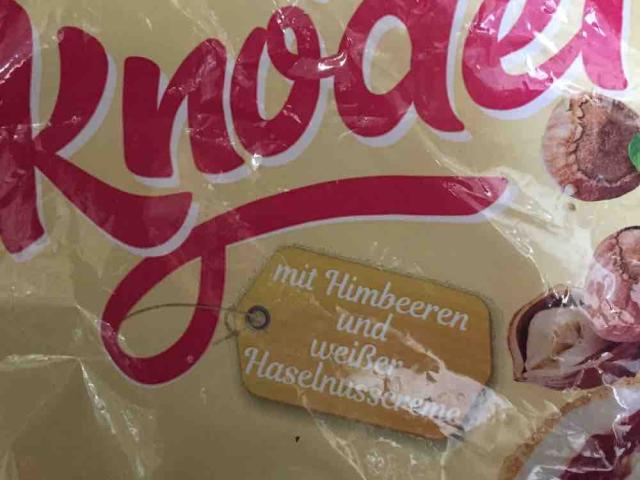 Knödel
mit Himbeeren
und
weißer
Haselnusscreme